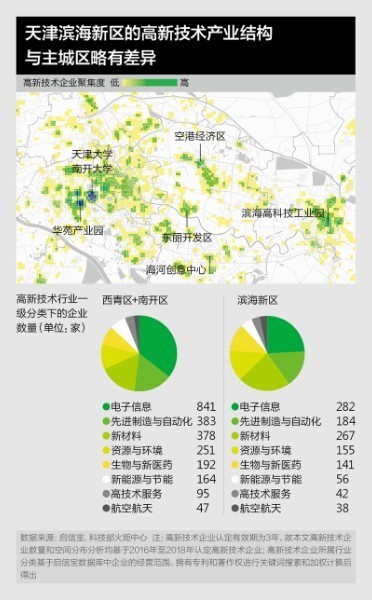 天津滨海新区的高新技术产业结构
与主城区略有差异
高新技术企业聚集度 低 高
空港经济区
天津大学
南开大学
滨海高科技工业园
华苑产业园
东丽开发区
海河创意中心
高新技术行业一
级分类下的企业
数量(单位:家)
西青区+南开区
电子信息 841
先进制造与自动化 383
新材料 378
资源与环境 251
生物与新医药 192
新能源与节能 164
高技术服务 95
航空航天 47
滨海新区
电子信息 282
先进制造与自动化 184
新材料 267
资源与环境 155
生物与新医药 141
新能源与节能 56
高技术服务 42
航空航天 38
数据来源:启信宝、科技部火炬中心 注:高新技术企业认定有效期为3年,故本文高新技术企
业数量和空间分布分析均基于2016年至2018年认定高新技术企业;高新技术企业所属行业
分类基于启信宝数据库中企业的经营范围、拥有专利和著作权进行关键词搜索和加权计算后
得出